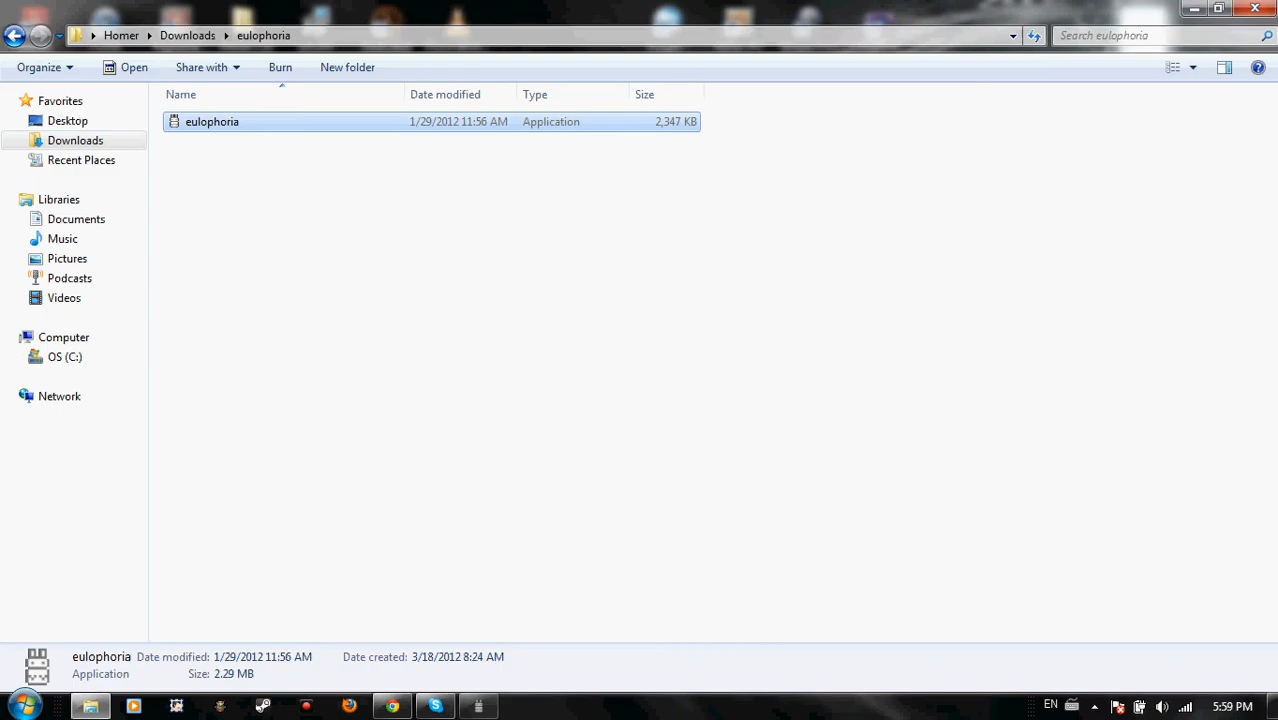 Homer Downloads eulophoria Search eulophoria
Organize Open Share with Burn New folder
Name Date modified Type Size
eulophoria 1/29/2012 11:56 AM Application 2,347 KB
Favorites
Desktop
Downloads
Recent Places
Libraries
Documents
Music
Pictures
Podcasts
Videos
Computer
OS (C:)
Network
eulophoria Date modified: 1/29/2012 11:56 AM Date created: 3/18/2012 8:24 AM
Application Size: 2.29 MB
EN 5:59 PM